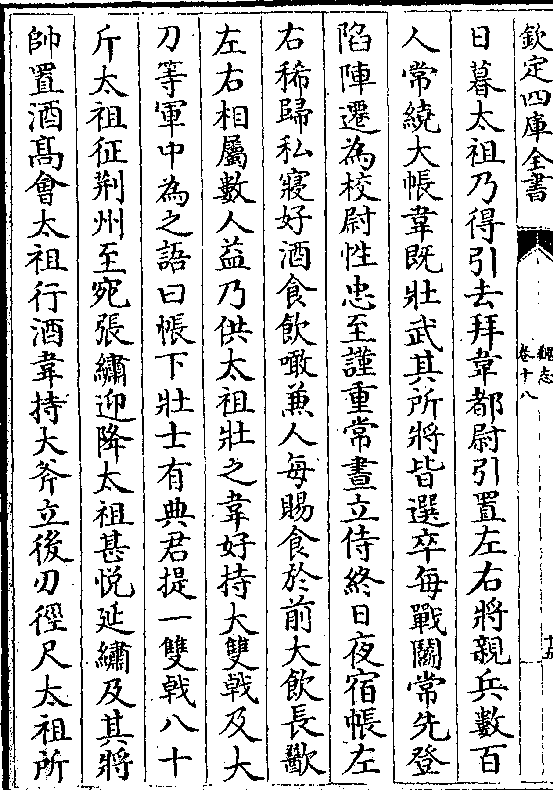 欽定四庫全書
魏志
卷十八
日暮太祖乃得引去拜韋都尉引置左右將親兵數百
人常繞大帳韋既壯武其所將皆選卒每戰鬬常先登
陷陣遷為校尉性忠至謹重常晝立侍終日夜宿帳左
右稀歸私寢好酒食飲噉兼人每賜食於前大飲長歠
左右相屬數人益乃供太祖壯之韋好持大雙戟及大
刀等軍中為之語曰帳下壯士有典君提一雙戟八十
斤太祖征荆州至宛張繡迎降太祖甚悦延繡及其將
帥置酒髙會太祖行酒韋持大斧立後刃徑尺太祖所